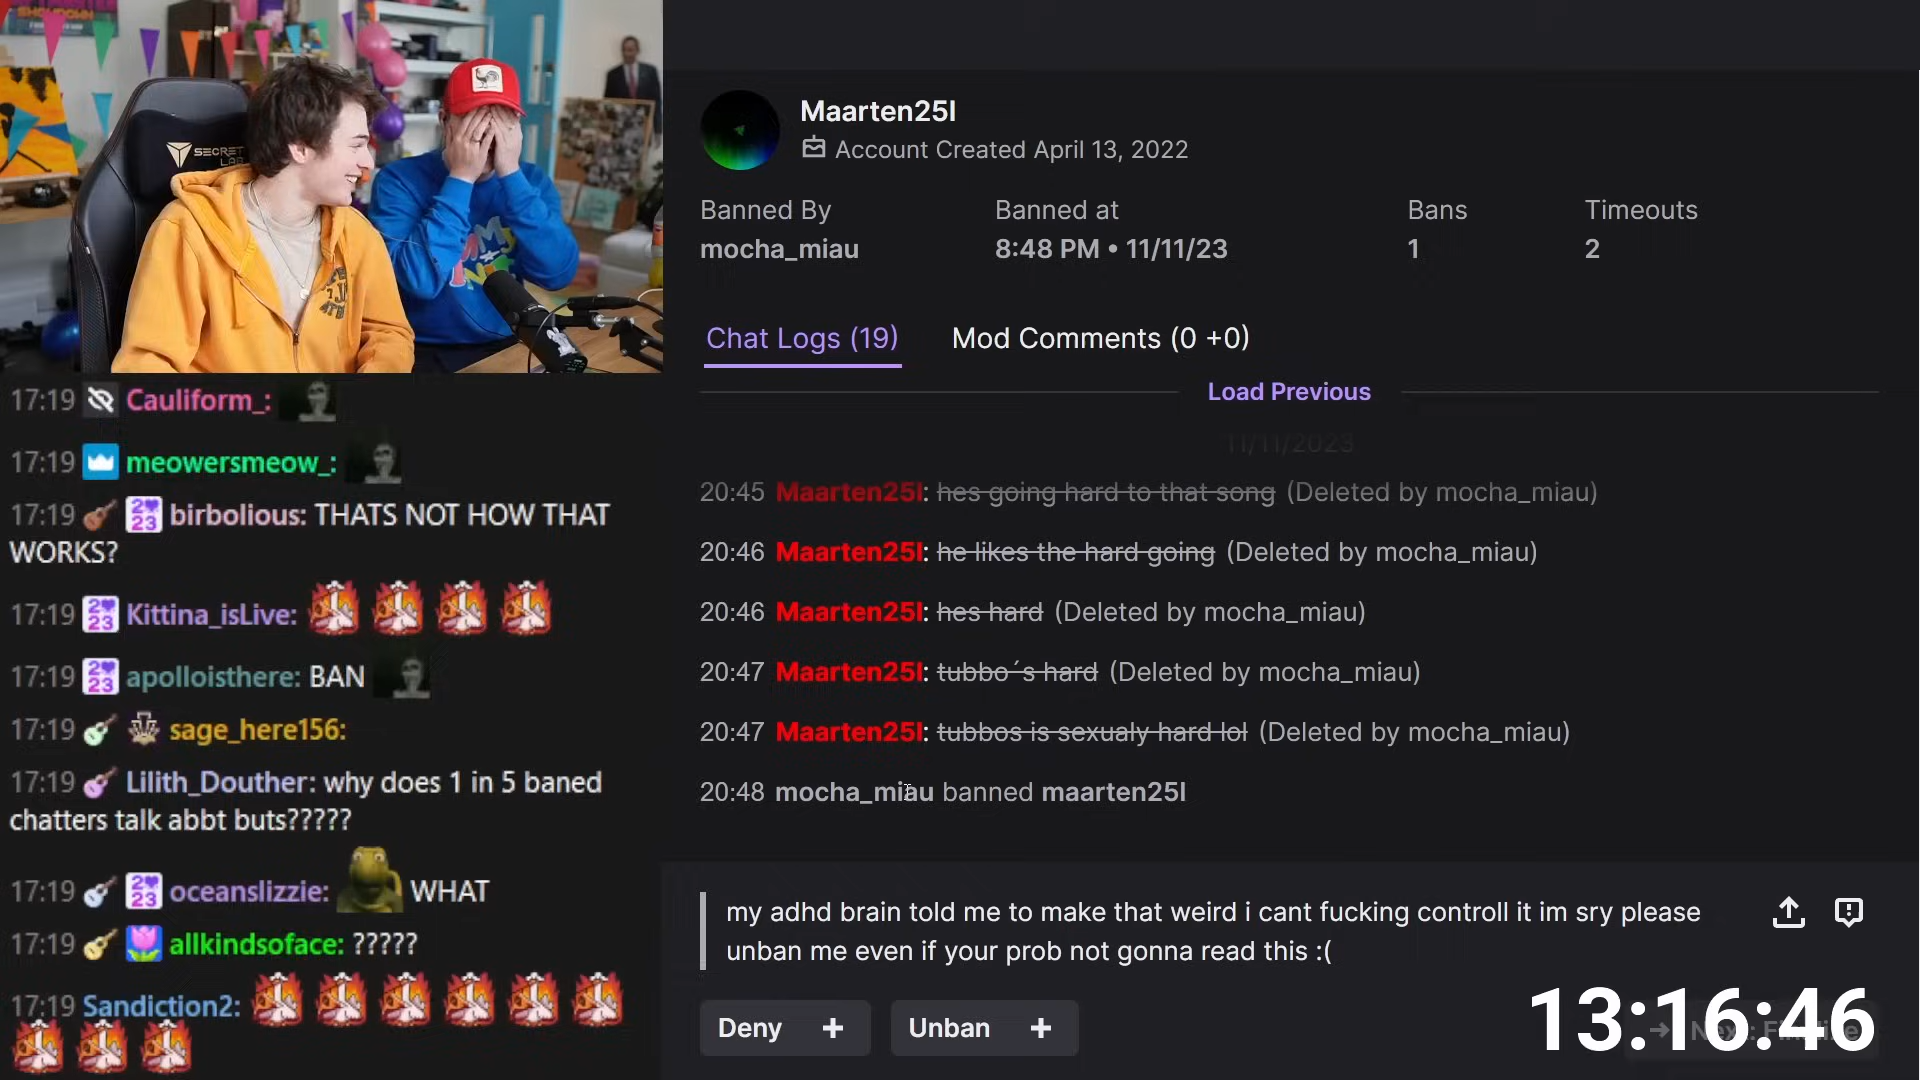 SECRET
LAB
17:19 Cauliform_:
17:19 meowersmeow_:
17:19 birbolious: THATS NOT HOW THAT
WORKS?
17:19 Kittina_isLive:
17:19 apolloisthere: BAN
17:19 sage_here156:
17:19 Lilith_Douther: why does 1 in 5 baned
chatters talk abbt buts?????
17:19 oceanslizzie: WHAT
17:19 allkindsoface: ?????
17:19 Sandiction2:
Maarten25l
Account Created April 13, 2022
Banned By Banned at Bans Timeouts
mocha_miau 8:48 PM • 11/11/23 1 2
Chat Logs (19) Mod Comments (0 +0)
Load Previous
11/11/2023
20:45 Maarten25l: hes going hard to that song (Deleted by mocha_miau)
20:46 Maarten25l: he likes the hard going (Deleted by mocha_miau)
20:46 Maarten25l: hes hard (Deleted by mocha_miau)
20:47 Maarten25l: tubbo´s hard (Deleted by mocha_miau)
20:47 Maarten25l: tubbos is sexualy hard lol (Deleted by mocha_miau)
20:48 mocha_miau banned maarten25l
my adhd brain told me to make that weird i cant fucking controll it im sry please
unban me even if your prob not gonna read this :(
Deny + Unban +
13:16:46